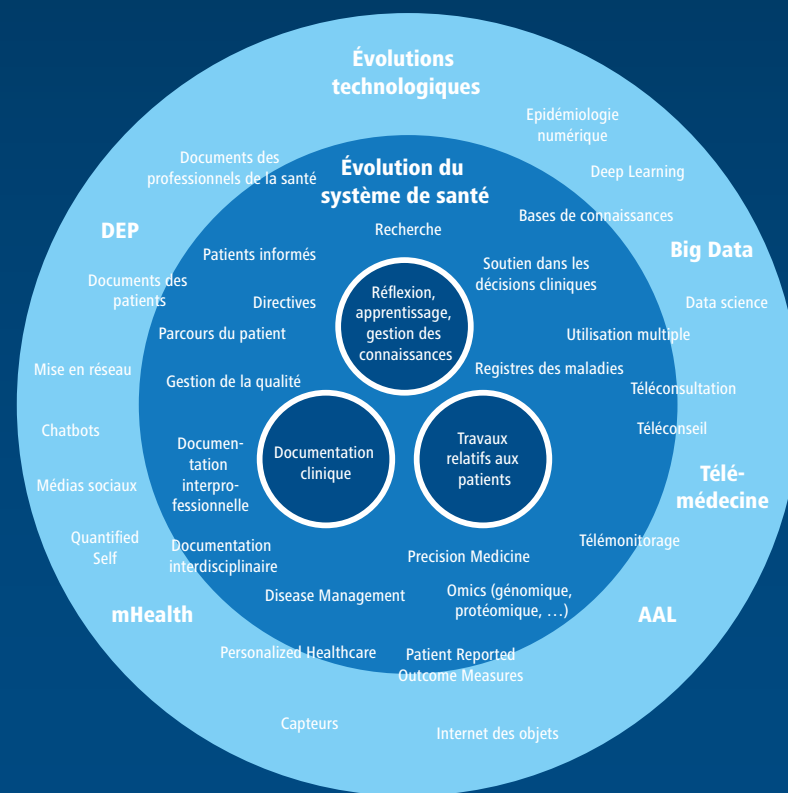 Évolutions
technologiques
Epidémiologie
numérique
Documents des
professionnels de la santé
Évolution du
système de santé
Deep Learning
Bases de connaissances
DEP
Recherche
Big Data
Patients informés
Soutien dans les
décisions cliniques
Documents des
patients
Directives
Réflexion,
apprentissage,
gestion des
connaissances
Data science
Parcours du patient
Utilisation multiple
Mise en réseau
Gestion de la qualité
Registres des maladies
Téléconsultation
Chatbots
Documen-
tation
interpro-
fessionnelle
Documentation
clinique
Travaux
relatifs aux
patients
Téléconseil
Médias sociaux
Télé-
médecine
Quantified
Self
Documentation
interdisciplinaire
Precision Medicine
Télémonitorage
Disease Management
Omics (génomique,
protéomique, …)
mHealth
AAL
Personalized Healthcare
Patient Reported
Outcome Measures
Capteurs
Internet des objets